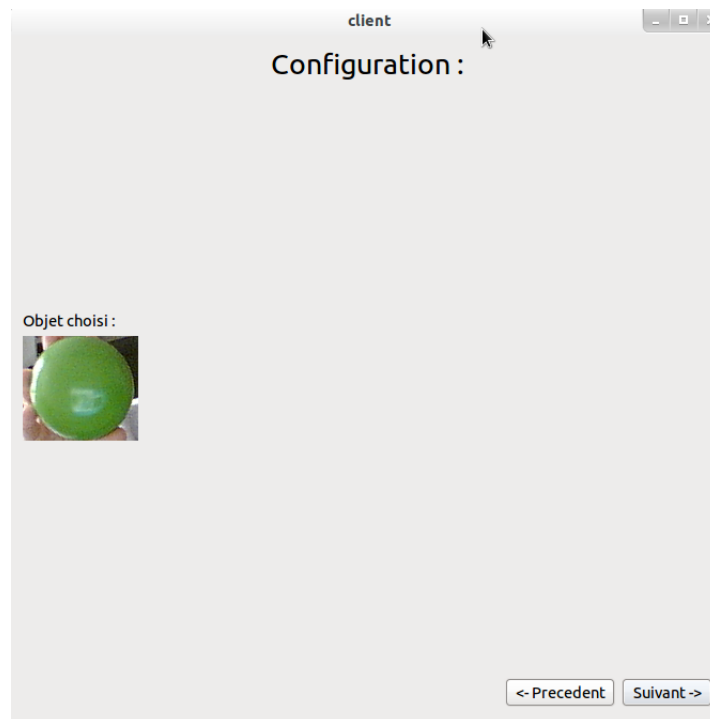 client
Configuration :
Objet choisi :
<- Precedent
Suivant ->